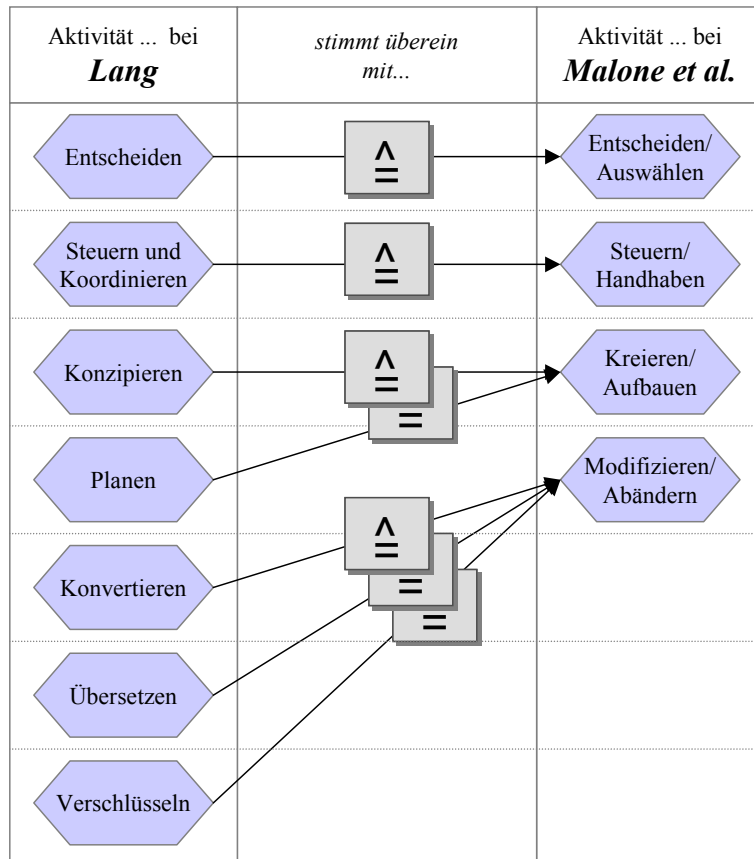 Aktivität ... bei
Lang
stimmt überein
mit...
Aktivität ... bei
Malone et al.
Entscheiden
≙
Entscheiden/
Auswählen
Steuern und
Koordinieren
≙
Steuern/
Handhaben
Konzipieren
≙
=
Kreieren/
Aufbauen
Planen
Modifizieren/
Abändern
Konvertieren
≙
=
=
Übersetzen
Verschlüsseln